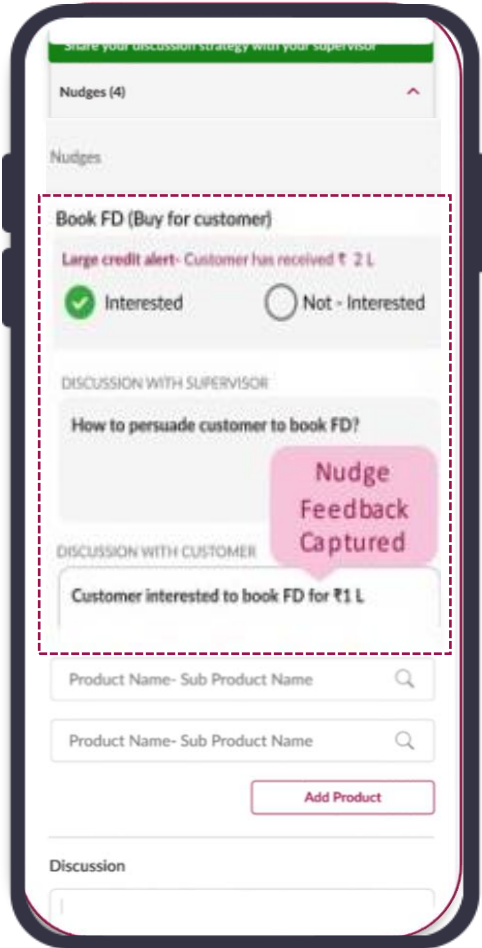 Share your discussion strategy with your supervisor
Nudges (4)
Nudges
Book FD (Buy for customer)
Large credit alert- Customer has received ₹ 2 L
Interested
Not - Interested
DISCUSSION WITH SUPERVISOR
How to persuade customer to book FD?
Nudge
Feedback
Captured
DISCUSSION WITH CUSTOMER
Customer interested to book FD for ₹1 L
Product Name- Sub Product Name
Product Name- Sub Product Name
Add Product
Discussion